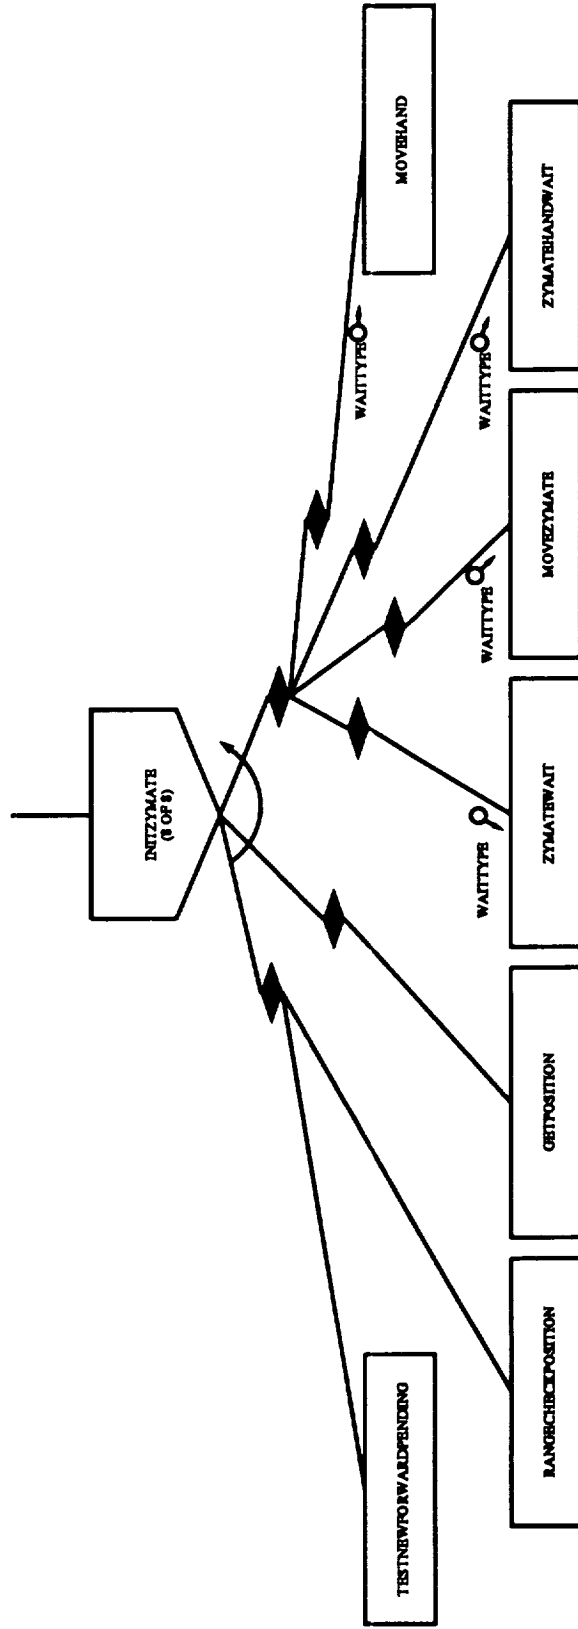 INITZYMATE
(8 OF 8)
TESTNEWFORWARDPENDING
MOVEHAND
WAITTYPE
WAITTYPE
WAITTYPE
WAITTYPE
RANGECHECKPOSITION
GETPOSITION
ZYMATEWAIT
MOVEZYMATE
ZYMATEHANDWAIT